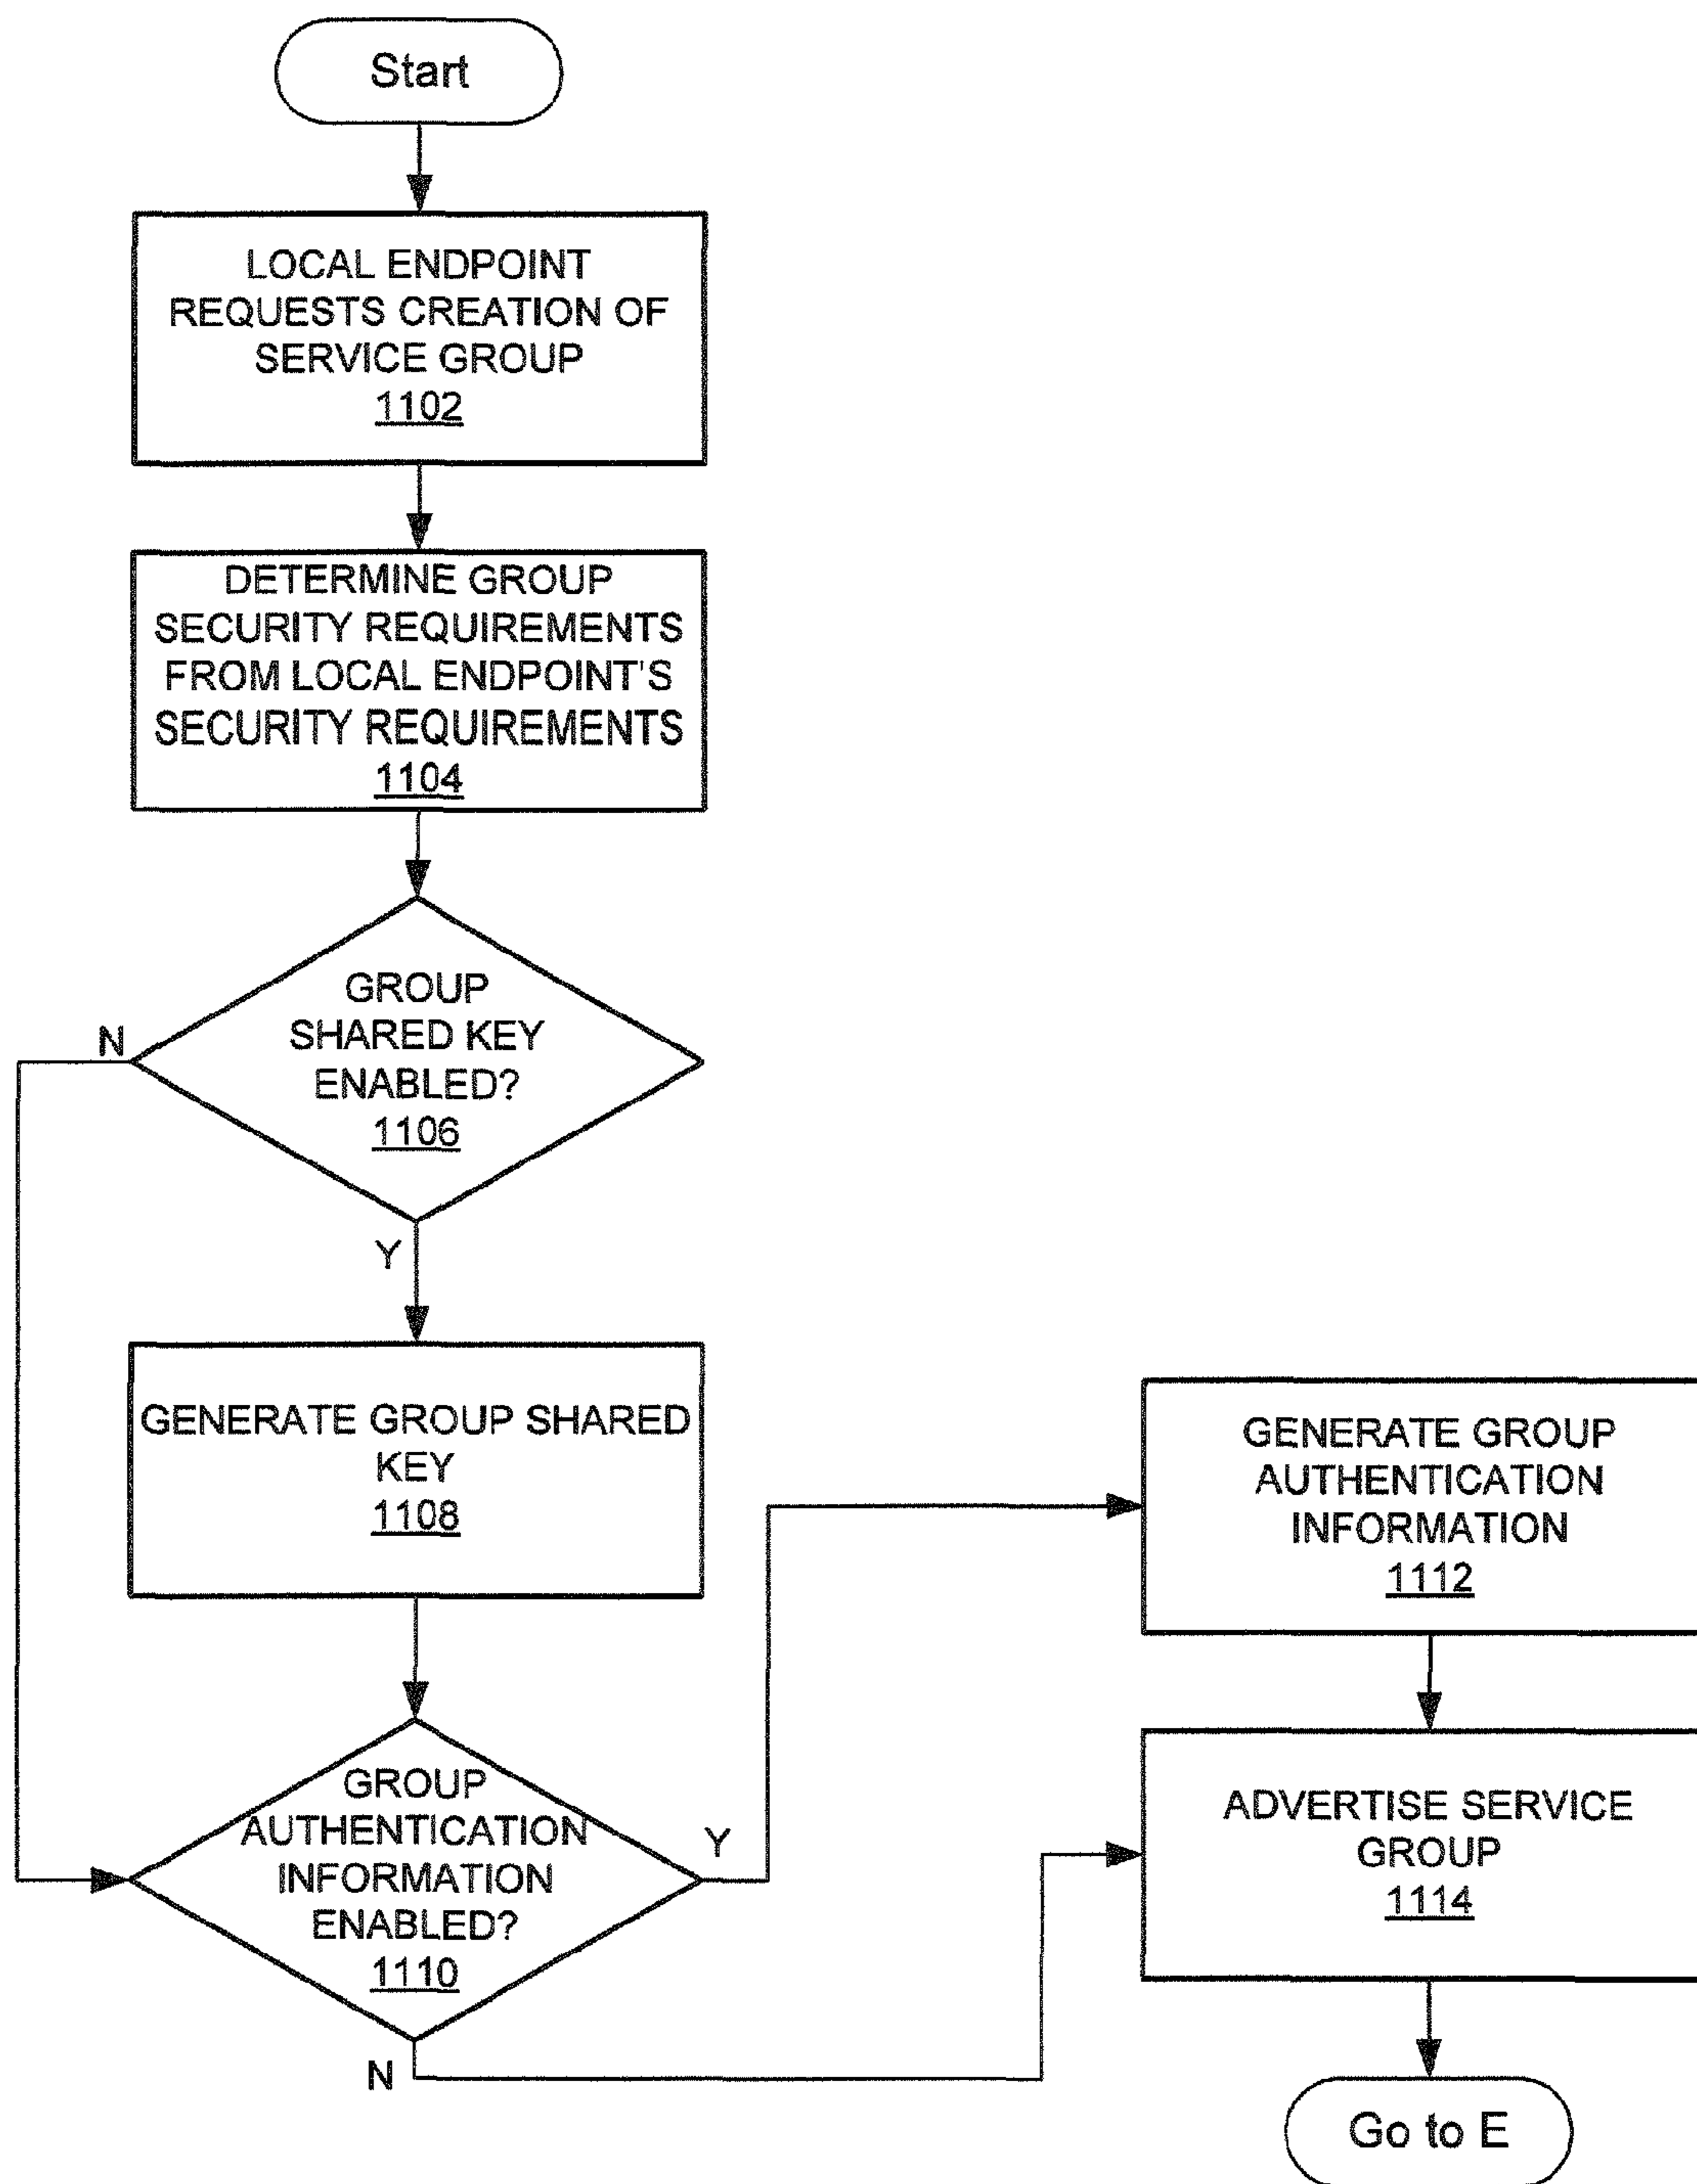 Start
LOCAL ENDPOINT
REQUESTS CREATION OF
SERVICE GROUP
1102
DETERMINE GROUP
SECURITY REQUIREMENTS
FROM LOCAL ENDPOINT'S
SECURITY REQUIREMENTS
1104
GROUP
SHARED KEY
ENABLED?
1106
N
Y
GENERATE GROUP SHARED
KEY
1108
GROUP
AUTHENTICATION
INFORMATION
ENABLED?
1110
Y
N
GENERATE GROUP
AUTHENTICATION
INFORMATION
1112
ADVERTISE SERVICE
GROUP
1114
Go to E